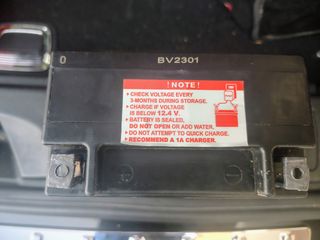 0
BV2301
! NOTE !
• CHECK VOLTAGE EVERY
3-MONTHS DURING STORAGE.
• CHARGE IF VOLTAGE
IS BELOW 12.4 V.
• BATTERY IS SEALED,
DO NOT OPEN OR ADD WATER.
• DO NOT ATTEMPT TO QUICK CHARGE.
• RECOMMEND A 1A CHARGER.